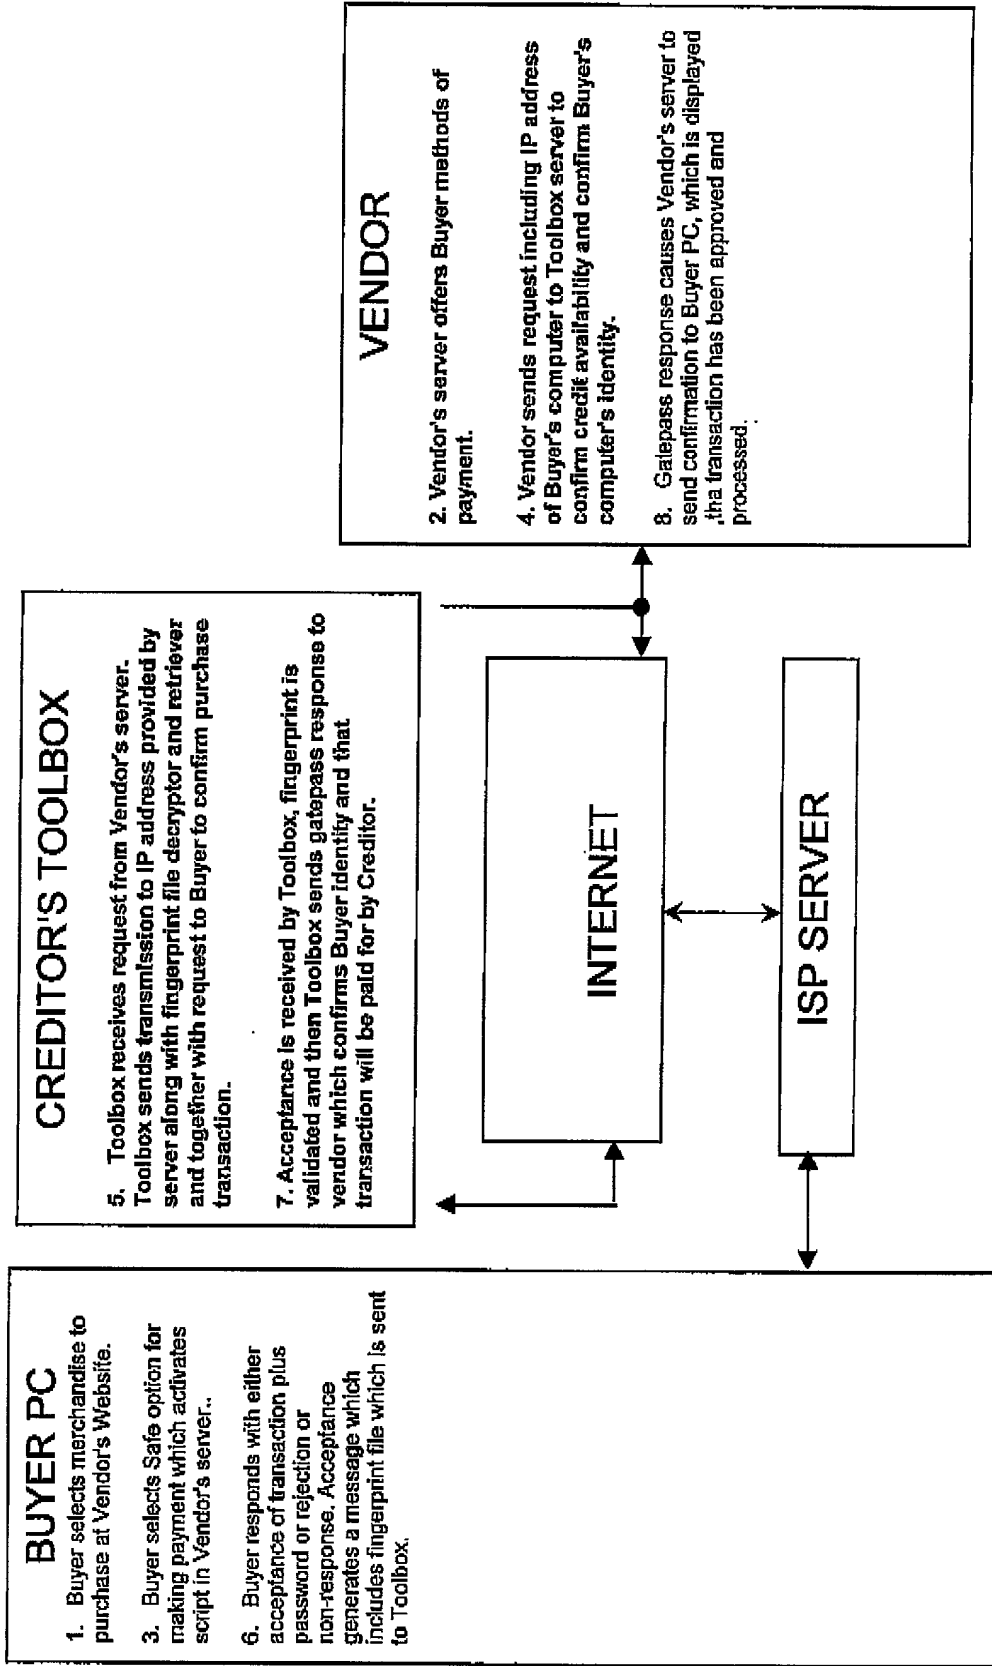 BUYER PC
1. Buyer selects merchandise to
purchase at Vendor's Website.
3. Buyer selects Safe option for
making payment which activates
script in Vendor's server..
6. Buyer responds with either
acceptance of transaction plus
password or rejection or
non-response. Acceptance
generates a message which
includes fingerprint file which is sent
to Toolbox.
CREDITOR'S TOOLBOX
5. Toolbox receives request from Vendor's server.
Toolbox sends transmission to IP address provided by
server along with fingerprint file decryptor and retriever
and together with request to Buyer to confirm purchase
transaction.
7. Acceptance is received by Toolbox, fingerprint is
validated and then Toolbox sends gatepass response to
vendor which confirms Buyer identity and that
transaction will be paid for by Creditor.
INTERNET
ISP SERVER
VENDOR
2. Vendor's server offers Buyer methods of
payment.
4. Vendor sends request including IP address
of Buyer's computer to Toolbox server to
confirm credit availability and confirm Buyer's
computer's identity.
8. Gatepass response causes Vendor's server to
send confirmation to Buyer PC, which is displayed
,tha transaction has been approved and
processed.